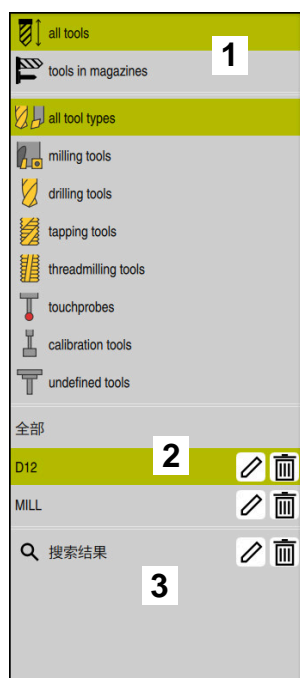 all tools
1
tools in magazines
all tool types
milling tools
drilling tools
tapping tools
threadmilling tools
touchprobes
calibration tools
undefined tools
全部
2
D12
MILL
搜索结果
3